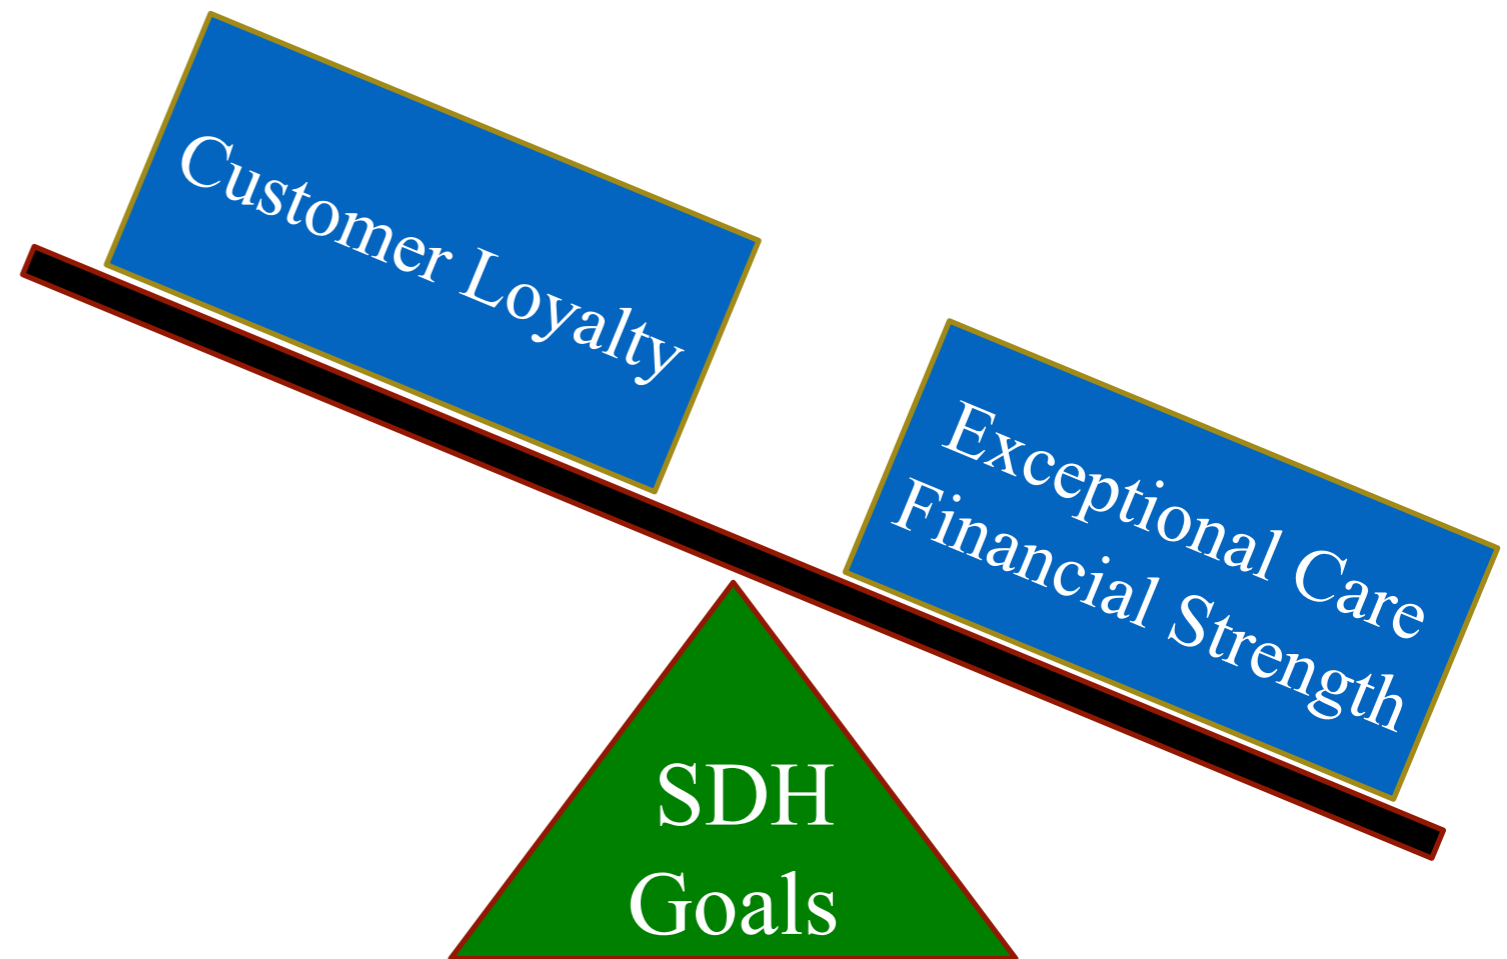 Customer Loyalty
Exceptional Care
Financial Strength
SDH
Goals